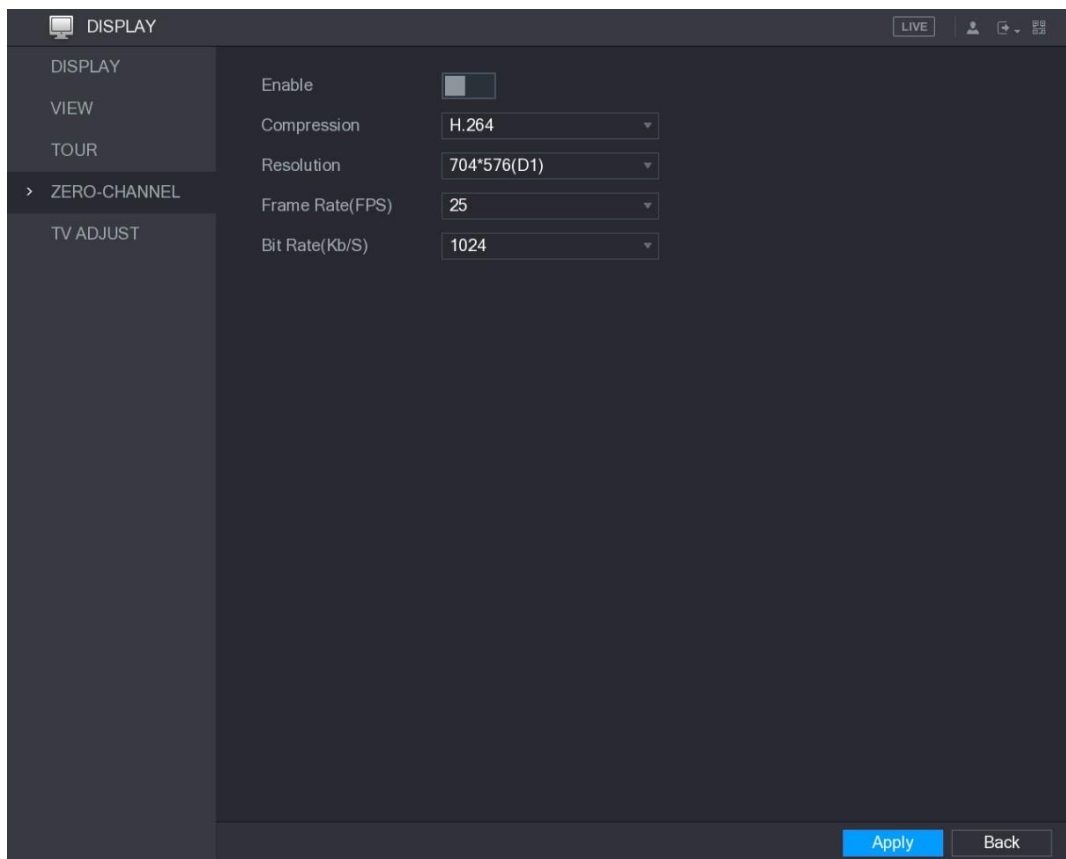 DISPLAY
LIVE
DISPLAY
VIEW
TOUR
ZERO-CHANNEL
TV ADJUST
Enable
Compression H.264
Resolution 704*576(D1)
Frame Rate(FPS) 25
Bit Rate(Kb/S) 1024
Apply Back